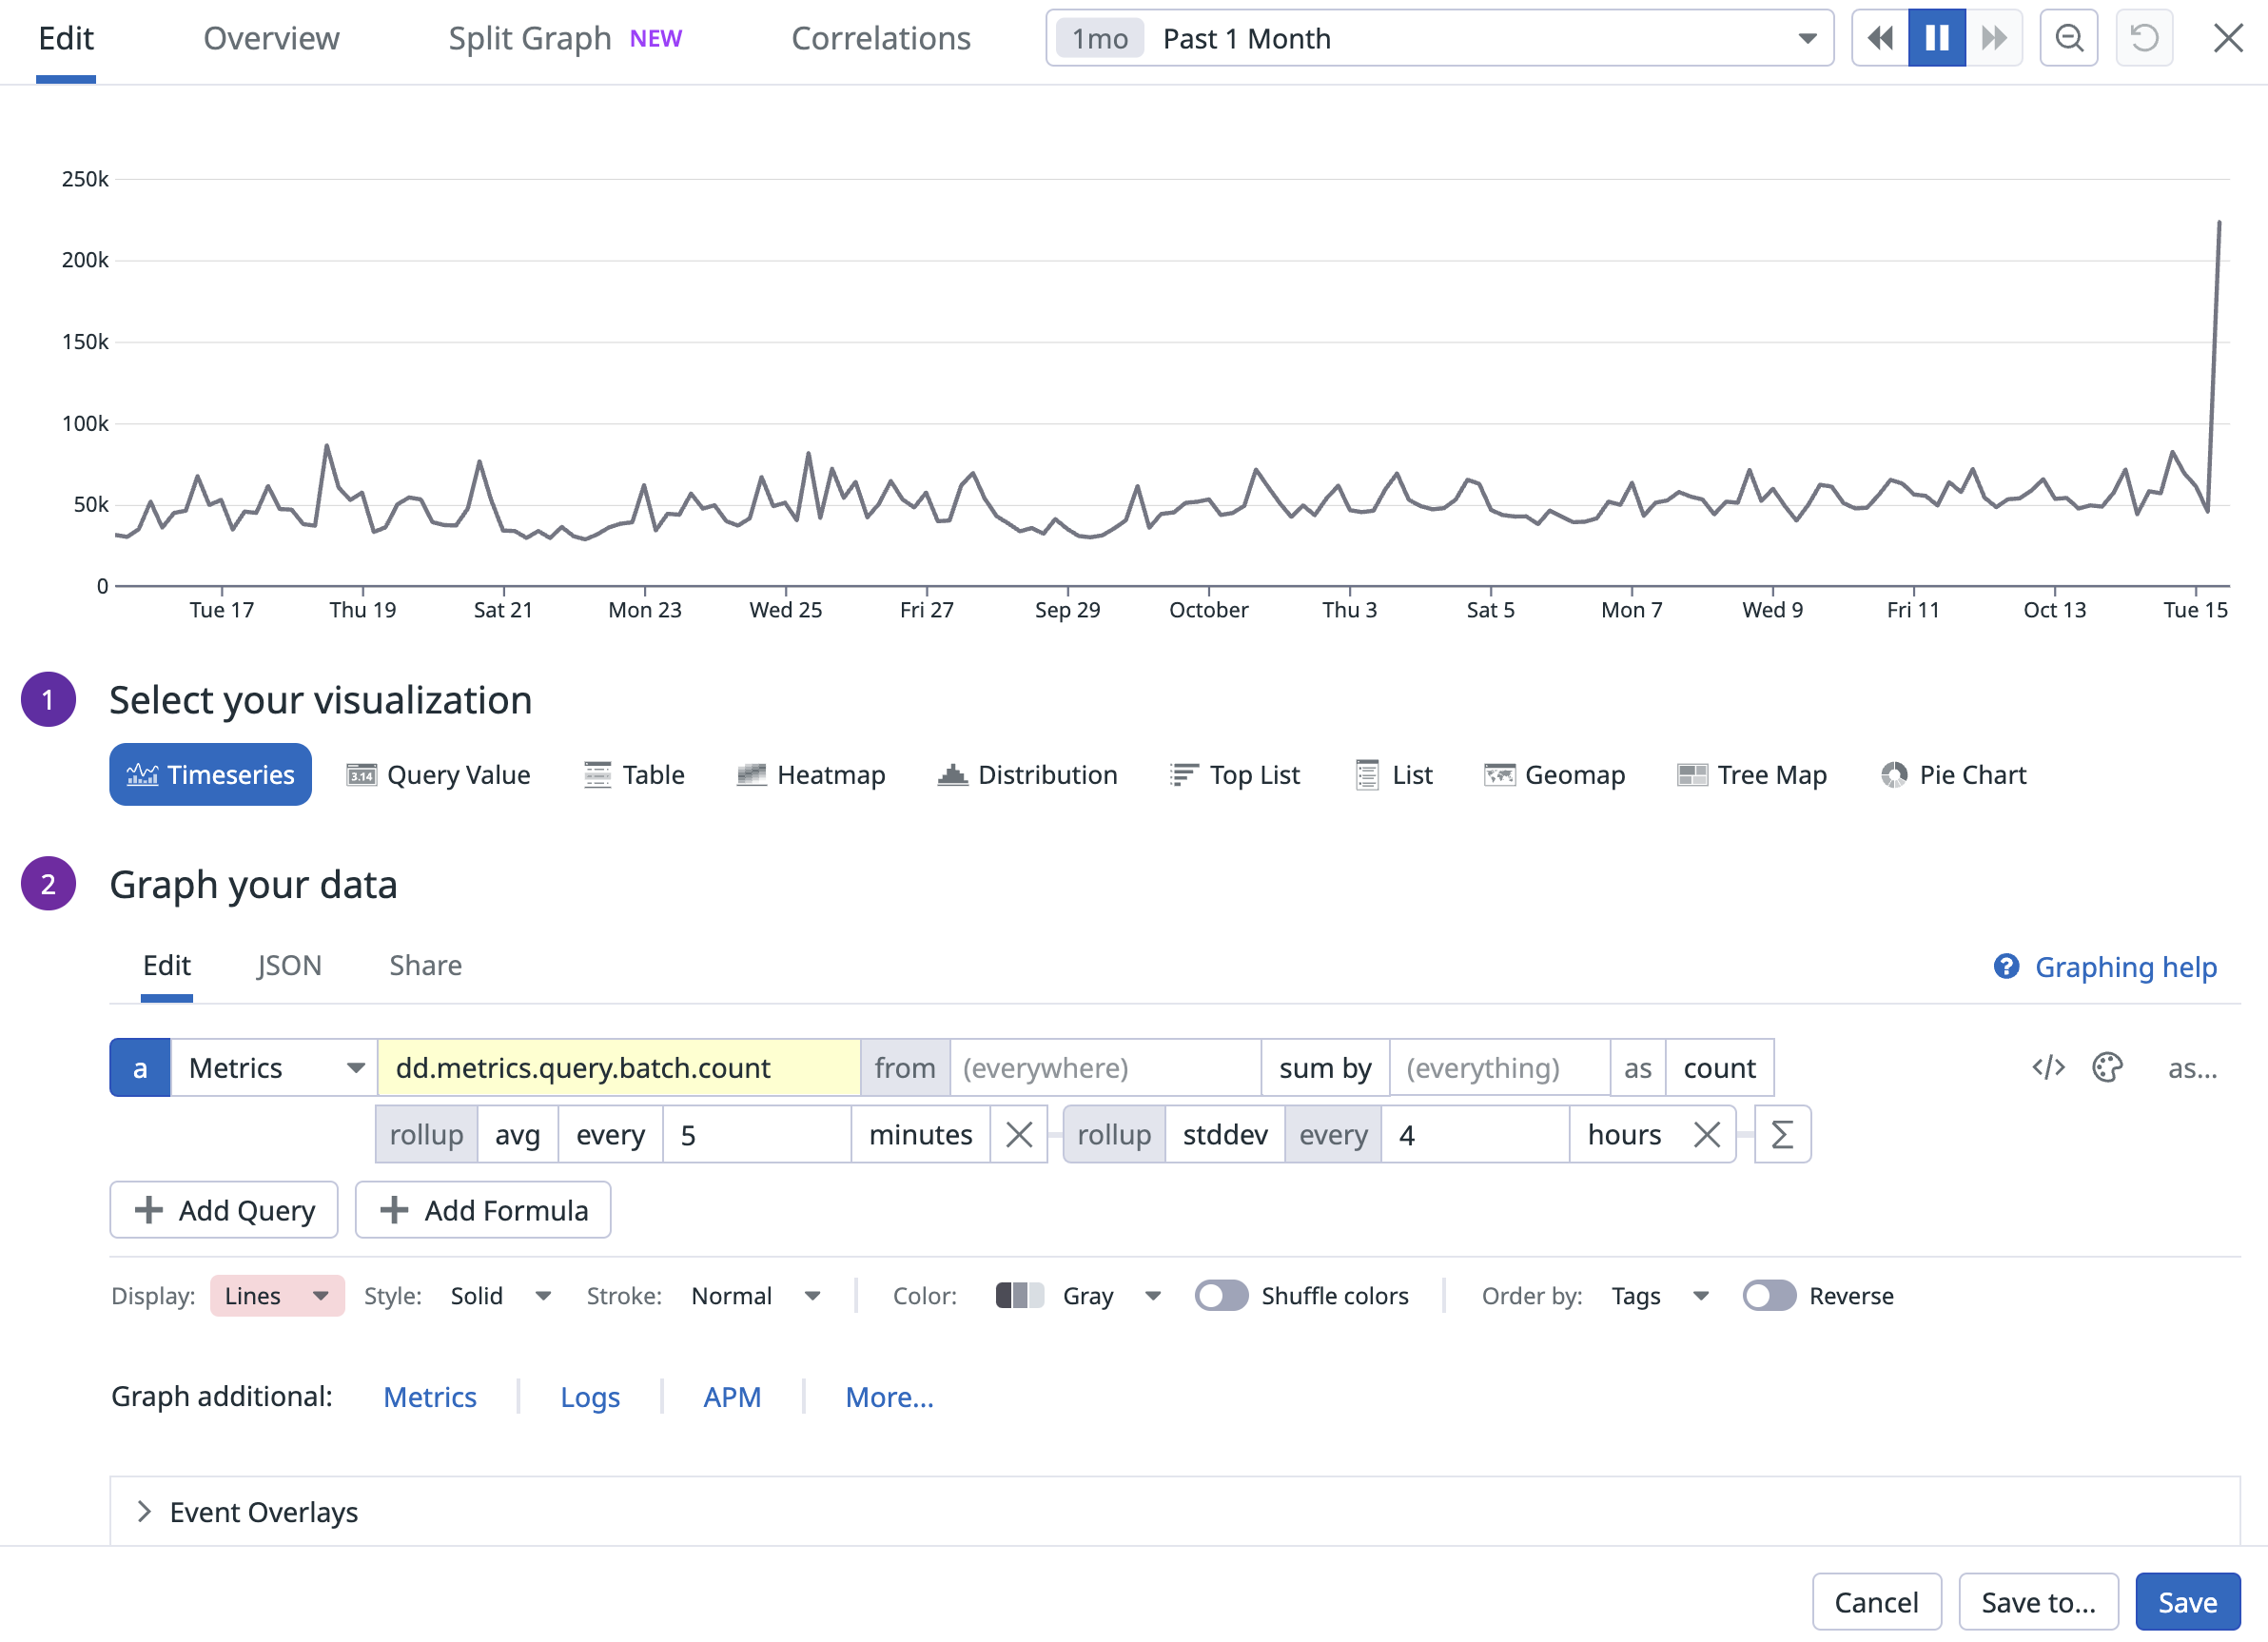 Edit Overview Split Graph NEW Correlations 1mo Past 1 Month
250k
200k
150k
100k
50k
0
Tue 17 Thu 19 Sat 21 Mon 23 Wed 25 Fri 27 Sep 29 October Thu 3 Sat 5 Mon 7 Wed 9 Fri 11 Oct 13 Tue 15
1 Select your visualization
Timeseries 3.14 Query Value Table Heatmap Distribution Top List List Geomap Tree Map Pie Chart
2 Graph your data
Edit JSON Share ? Graphing help
a Metrics dd.metrics.query.batch.count from (everywhere) sum by (everything) as count </> as...
rollup avg every 5 minutes rollup stddev every 4 hours Σ
+ Add Query + Add Formula
Display: Lines Style: Solid Stroke: Normal Color: Gray Shuffle colors Order by: Tags Reverse
Graph additional: Metrics Logs APM More...
Event Overlays
Cancel Save to... Save